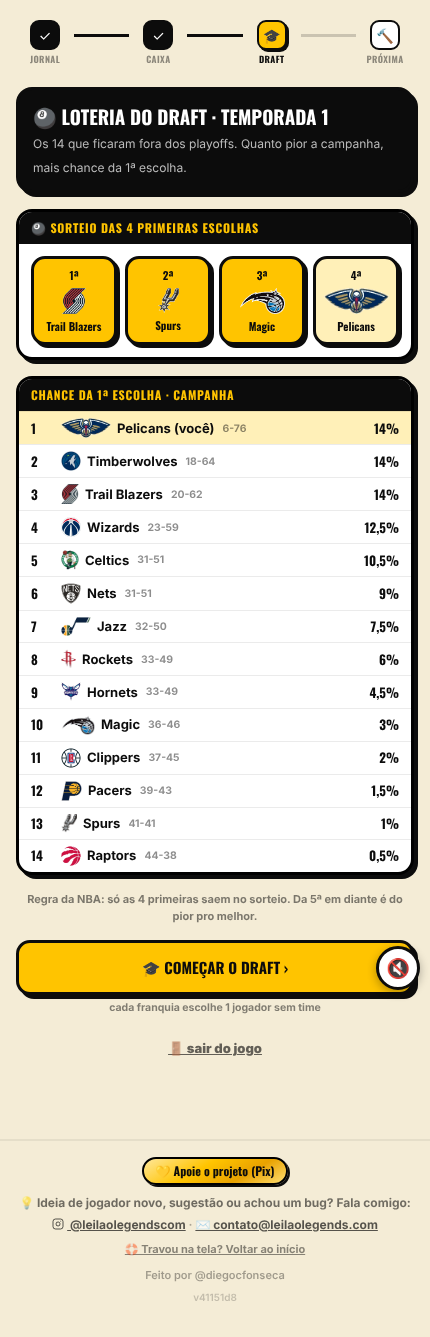 JORNAL
CAIXA
DRAFT
PRÓXIMA
🎱 LOTERIA DO DRAFT · TEMPORADA 1
Os 14 que ficaram fora dos playoffs. Quanto pior a campanha,
mais chance da 1ª escolha.
🎱 SORTEIO DAS 4 PRIMEIRAS ESCOLHAS
1ª
Trail Blazers
2ª
Spurs
3ª
Magic
4ª
Pelicans
CHANCE DA 1ª ESCOLHA · CAMPANHA
1 Pelicans (você) 6-76 14%
2 Timberwolves 18-64 14%
3 Trail Blazers 20-62 14%
4 Wizards 23-59 12,5%
5 Celtics 31-51 10,5%
6 NETS Nets 31-51 9%
7 Jazz 32-50 7,5%
8 Rockets 33-49 6%
9 Hornets 33-49 4,5%
10 Magic 36-46 3%
11 Clippers 37-45 2%
12 Pacers 39-43 1,5%
13 Spurs 41-41 1%
14 Raptors 44-38 0,5%
Regra da NBA: só as 4 primeiras saem no sorteio. Da 5ª em diante é do
pior pro melhor.
🎓 COMEÇAR O DRAFT ›
cada franquia escolhe 1 jogador sem time
🚪 sair do jogo
💛 Apoie o projeto (Pix)
💡 Ideia de jogador novo, sugestão ou achou um bug? Fala comigo:
@leilaolegendscom · ✉️ contato@leilaolegends.com
🛟 Travou na tela? Voltar ao início
Feito por @diegocfonseca
v41151d8